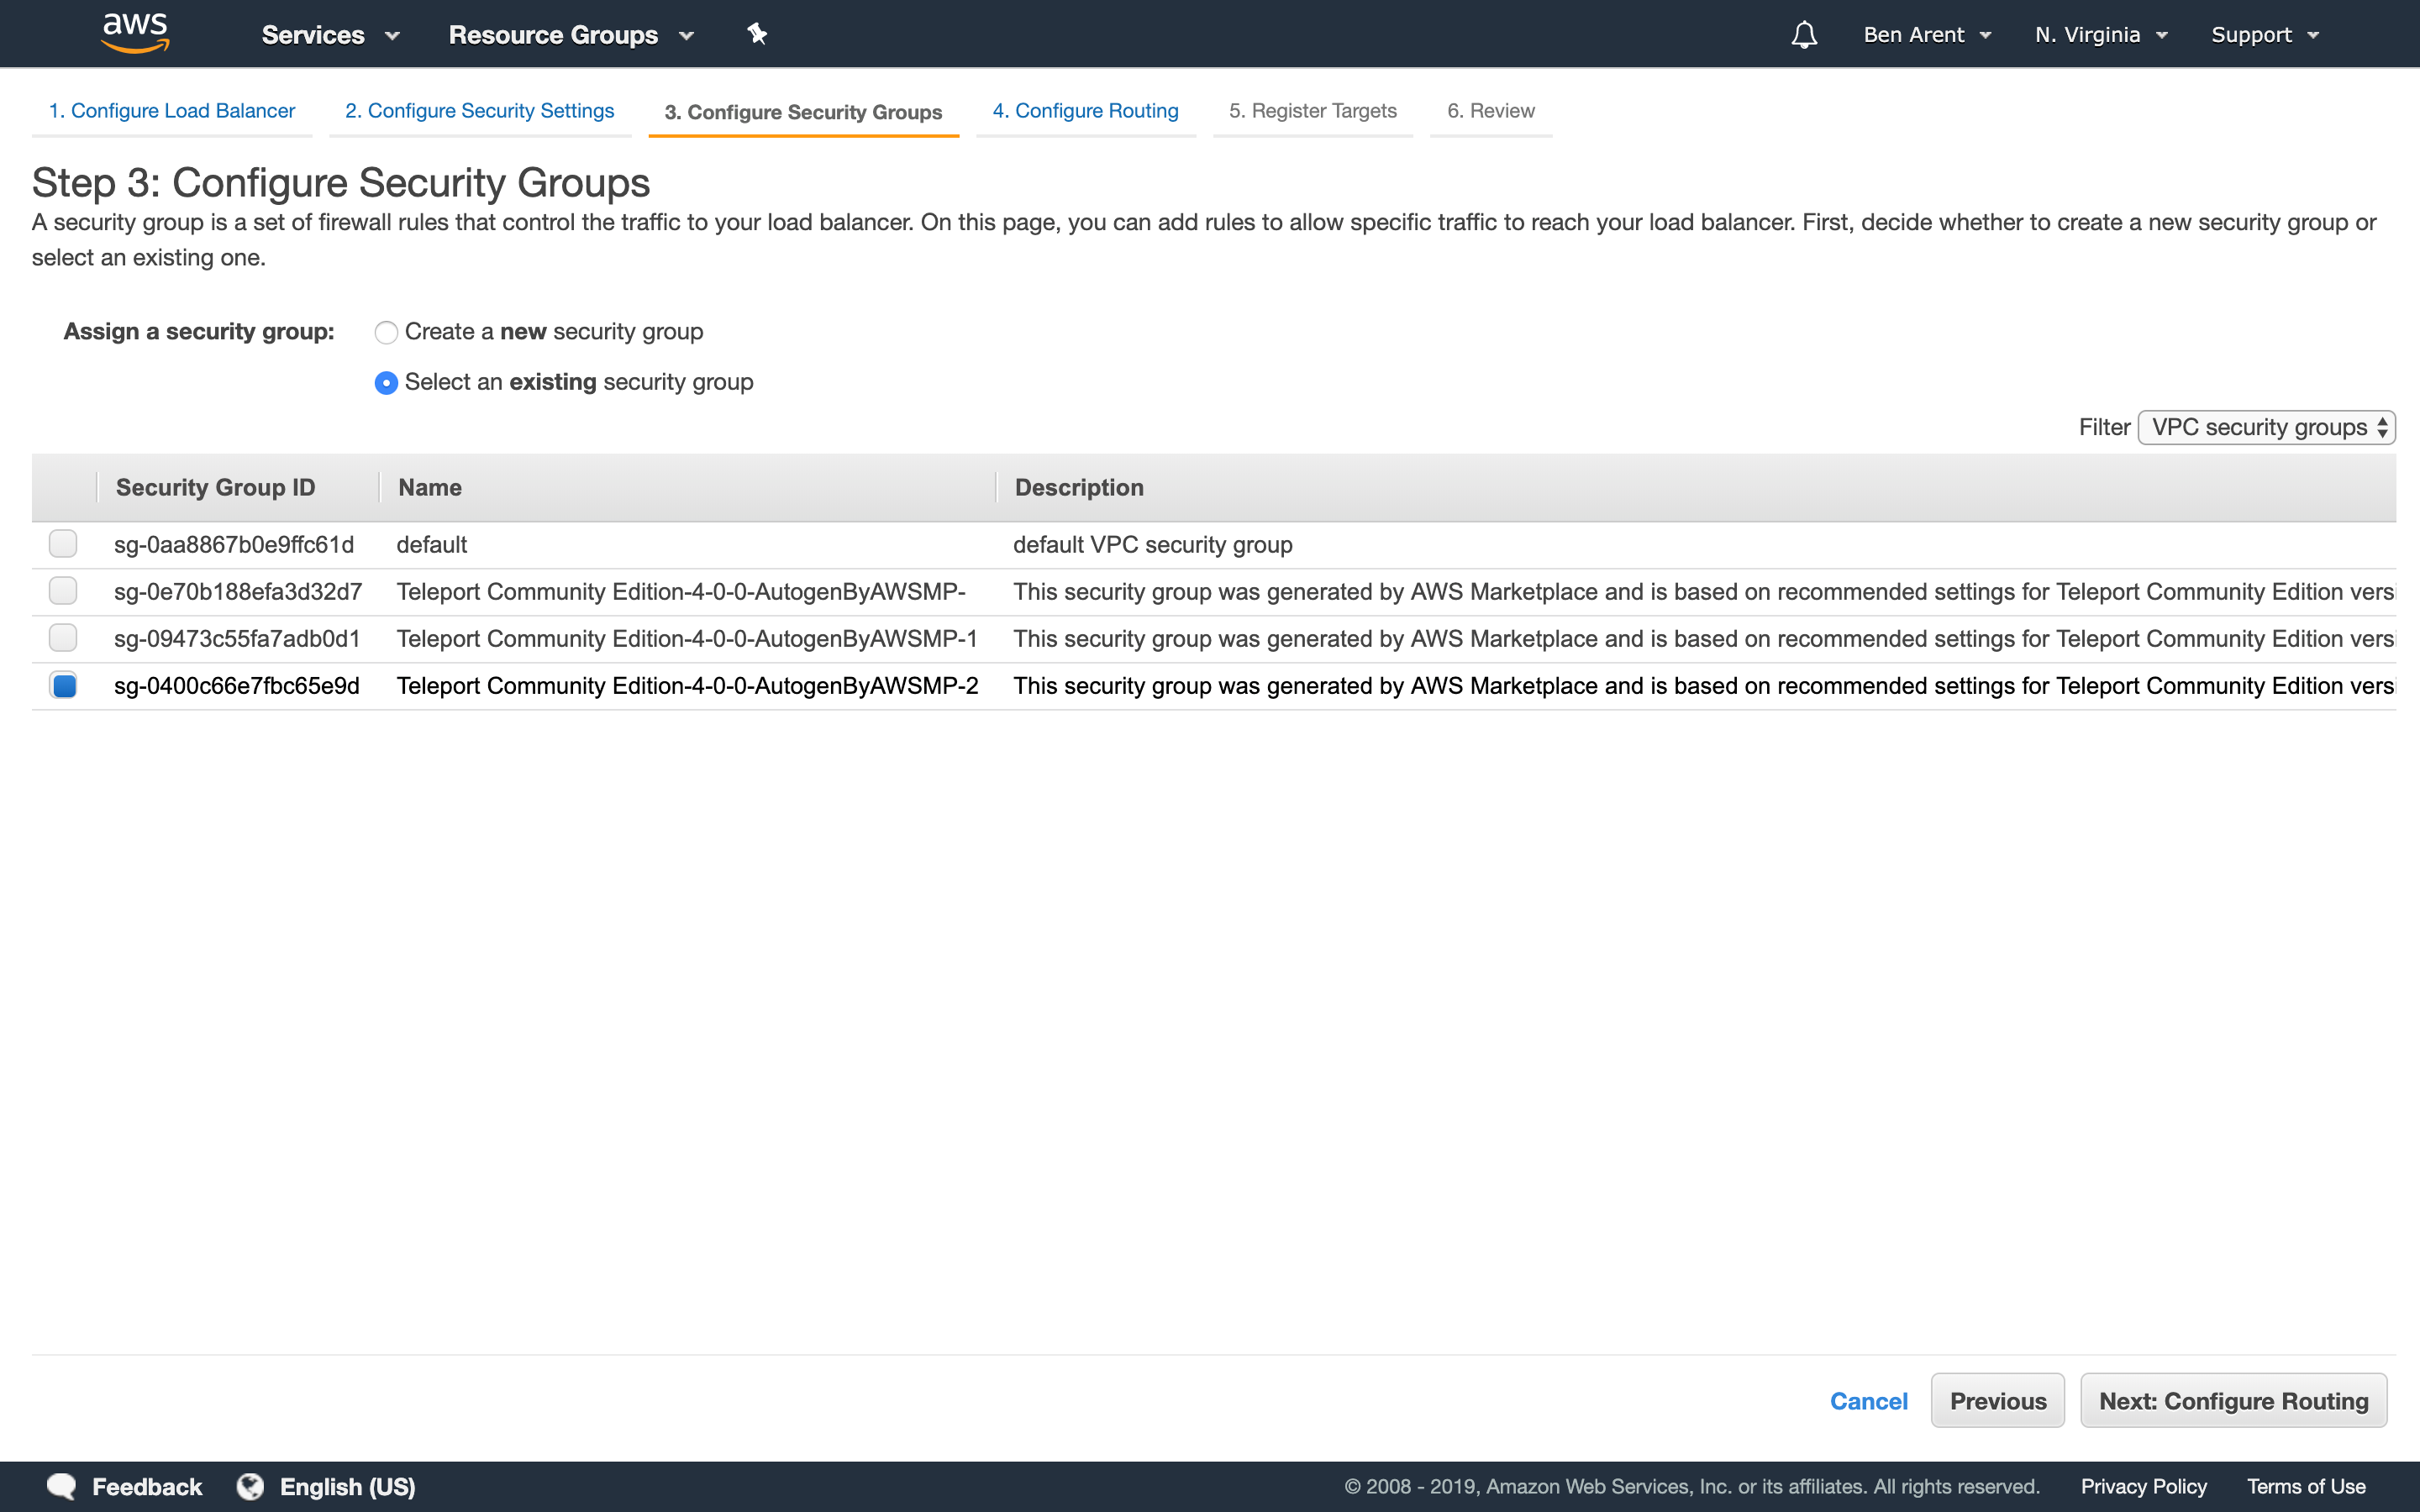 aws Services Resource Groups Ben Arent N. Virginia Support
1. Configure Load Balancer 2. Configure Security Settings 3. Configure Security Groups 4. Configure Routing 5. Register Targets 6. Review
Step 3: Configure Security Groups
A security group is a set of firewall rules that control the traffic to your load balancer. On this page, you can add rules to allow specific traffic to reach your load balancer. First, decide whether to create a new security group or
select an existing one.
Assign a security group: Create a new security group
Select an existing security group
Filter VPC security groups
Security Group ID Name Description
sg-0aa8867b0e9ffc61d default default VPC security group
sg-0e70b188efa3d32d7 Teleport Community Edition-4-0-0-AutogenByAWSMP- This security group was generated by AWS Marketplace and is based on recommended settings for Teleport Community Edition versi
sg-09473c55fa7adb0d1 Teleport Community Edition-4-0-0-AutogenByAWSMP-1 This security group was generated by AWS Marketplace and is based on recommended settings for Teleport Community Edition versi
sg-0400c66e7fbc65e9d Teleport Community Edition-4-0-0-AutogenByAWSMP-2 This security group was generated by AWS Marketplace and is based on recommended settings for Teleport Community Edition versi
Cancel Previous Next: Configure Routing
Feedback English (US) © 2008 - 2019, Amazon Web Services, Inc. or its affiliates. All rights reserved. Privacy Policy Terms of Use